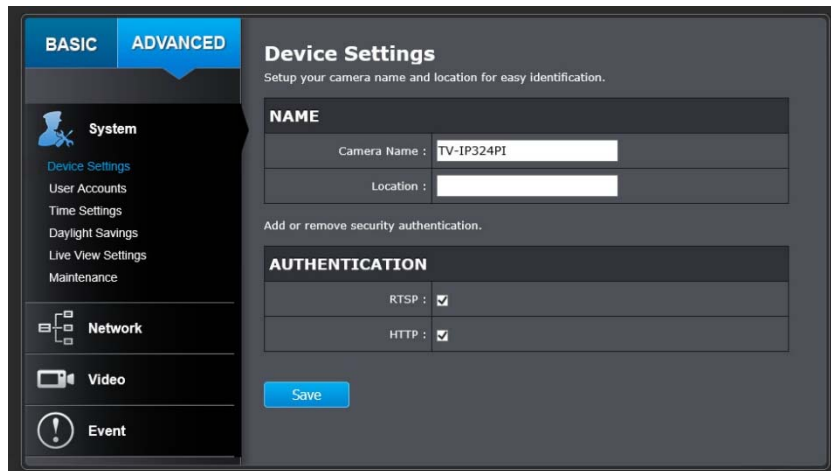 BASIC
ADVANCED
System
Device Settings
User Accounts
Time Settings
Daylight Savings
Live View Settings
Maintenance
Network
Video
Event
Device Settings
Setup your camera name and location for easy identification.
NAME
Camera Name : TV-IP324PI
Location :
Add or remove security authentication.
AUTHENTICATION
RTSP :
HTTP :
Save